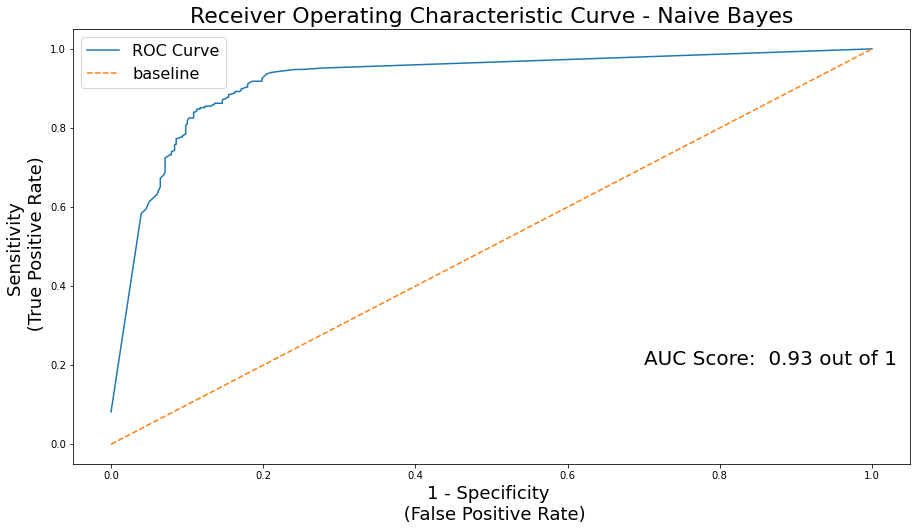 Receiver Operating Characteristic Curve - Naive Bayes
ROC Curve
baseline
1.0
0.8
0.6
0.4
0.2
0.0
Sensitivity
(True Positive Rate)
AUC Score:  0.93 out of 1
0.0
0.2
0.4
0.6
0.8
1.0
1 - Specificity
(False Positive Rate)